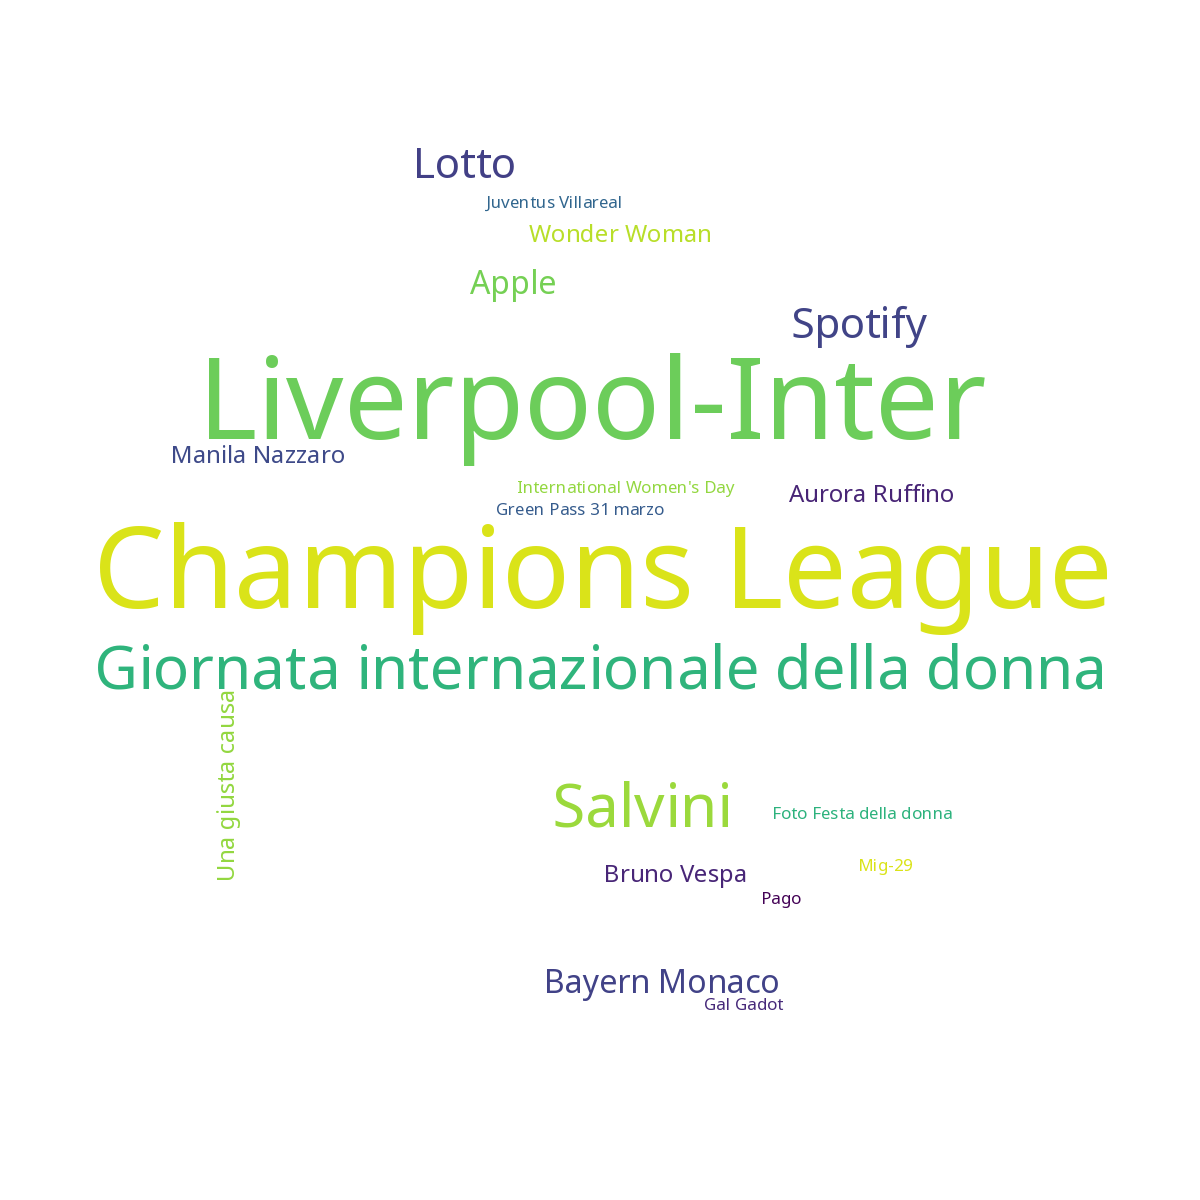 Lotto
Juventus Villareal
Wonder Woman
Apple
Spotify
Liverpool-Inter
Manila Nazzaro
International Women's Day
Aurora Ruffino
Green Pass 31 marzo
Champions League
Giornata internazionale della donna
Una giusta causa
Salvini
Foto Festa della donna
Bruno Vespa
Mig-29
Pago
Bayern Monaco
Gal Gadot